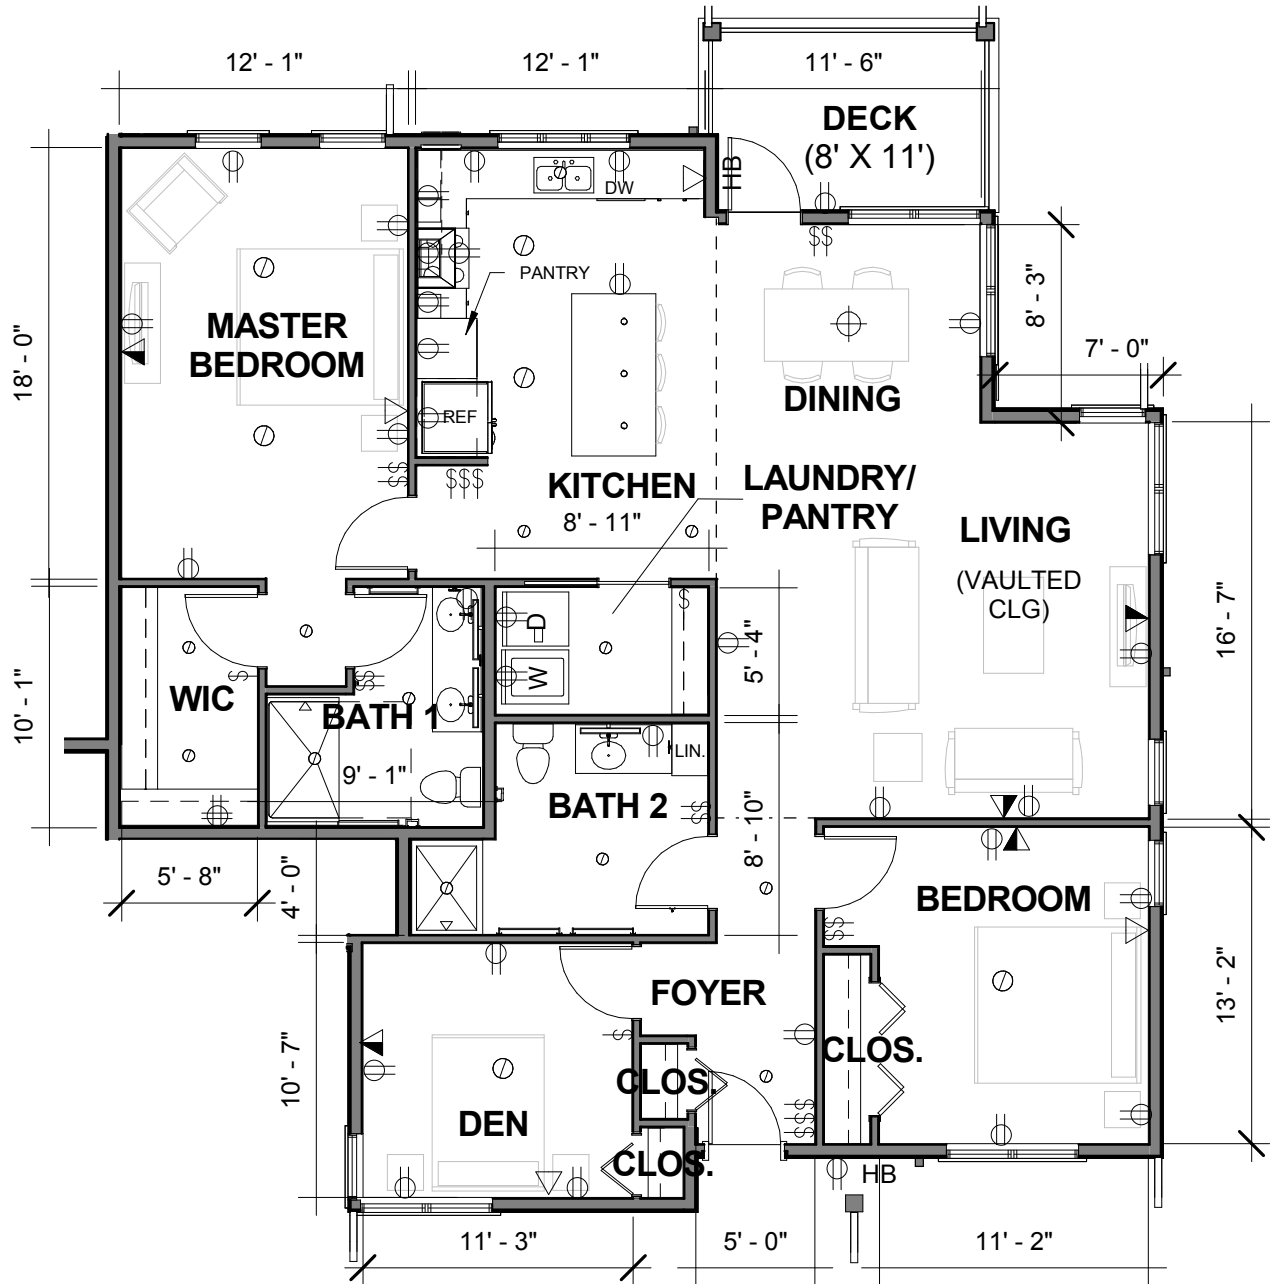 12' - 1"
12' - 1"
11' - 6"
DECK
(8' X 11')
HB
DW
$$
PANTRY
8' - 3"
18' - 0"
MASTER
BEDROOM
7' - 0"
DINING
REF
$$
$$$
KITCHEN
8' - 11"
LAUNDRY/
PANTRY
LIVING
(VAULTED
CLG)
D
W
$
5' - 4"
16' - 7"
10' - 1"
WIC
$
$$
BATH 1
9' - 1"
LIN.
BATH 2
$$
8' - 10"
5' - 8"
4' - 0"
BEDROOM
$$
FOYER
13' - 2"
10' - 7"
$
CLOS.
CLOS.
DEN
$$$
CLOS.
HB
11' - 3"
5' - 0"
11' - 2"